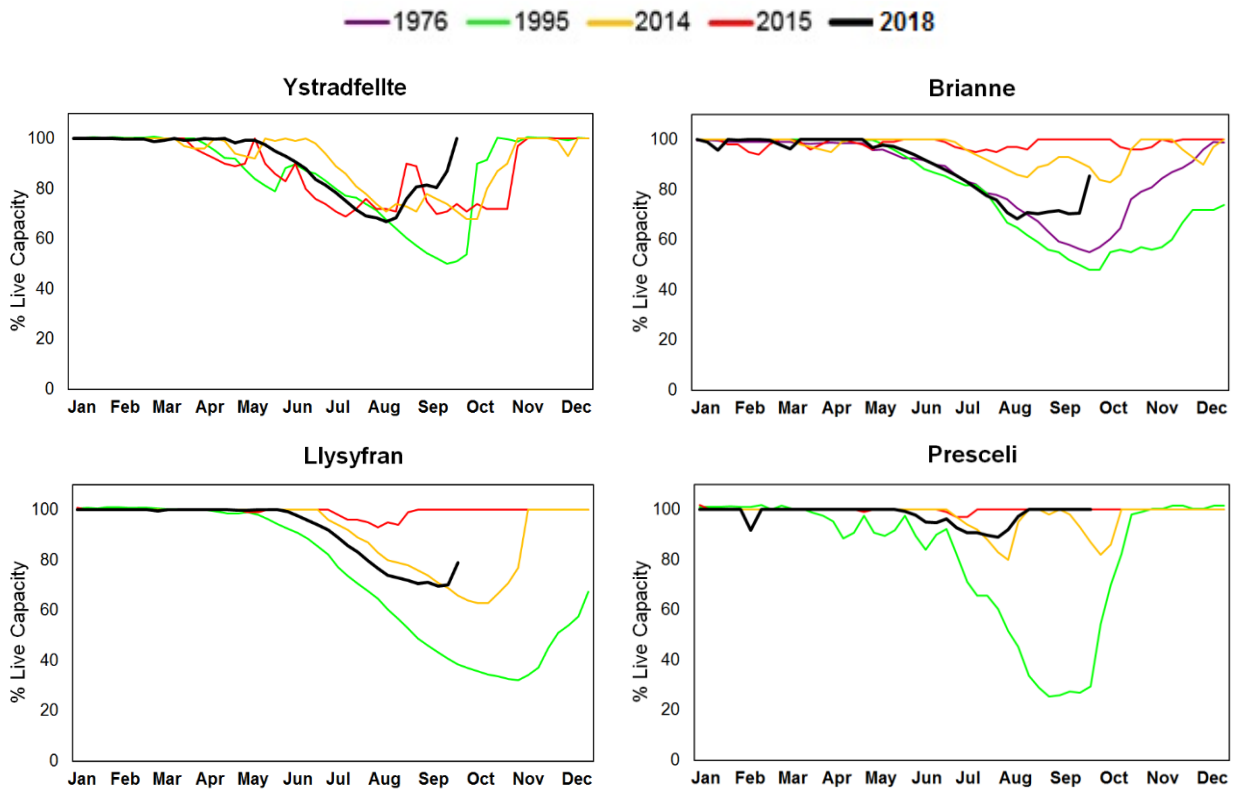 1976 1995 2014 2015 2018
Ystradfellte
% Live Capacity
100
80
60
40
20
0
Jan Feb Mar Apr May Jun Jul Aug Sep Oct Nov Dec
Brianne
% Live Capacity
100
80
60
40
20
0
Jan Feb Mar Apr May Jun Jul Aug Sep Oct Nov Dec
Llysyfran
% Live Capacity
100
80
60
40
20
0
Jan Feb Mar Apr May Jun Jul Aug Sep Oct Nov Dec
Presceli
% Live Capacity
100
80
60
40
20
0
Jan Feb Mar Apr May Jun Jul Aug Sep Oct Nov Dec